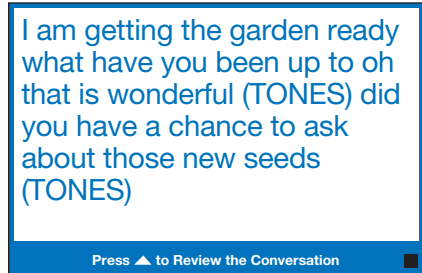 I am getting the garden ready
what have you been up to oh
that is wonderful (TONES) did
you have a chance to ask
about those new seeds
(TONES)
Press ▲ to Review the Conversation